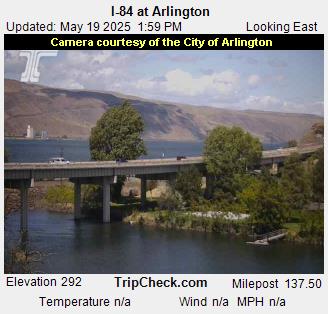 I-84 at Arlington
Updated: May 19 2025 1:59 PM Looking East
Camera courtesy of the City of Arlington
Elevation 292 TripCheck.com Milepost 137.50
Temperature n/a Wind n/a MPH n/a